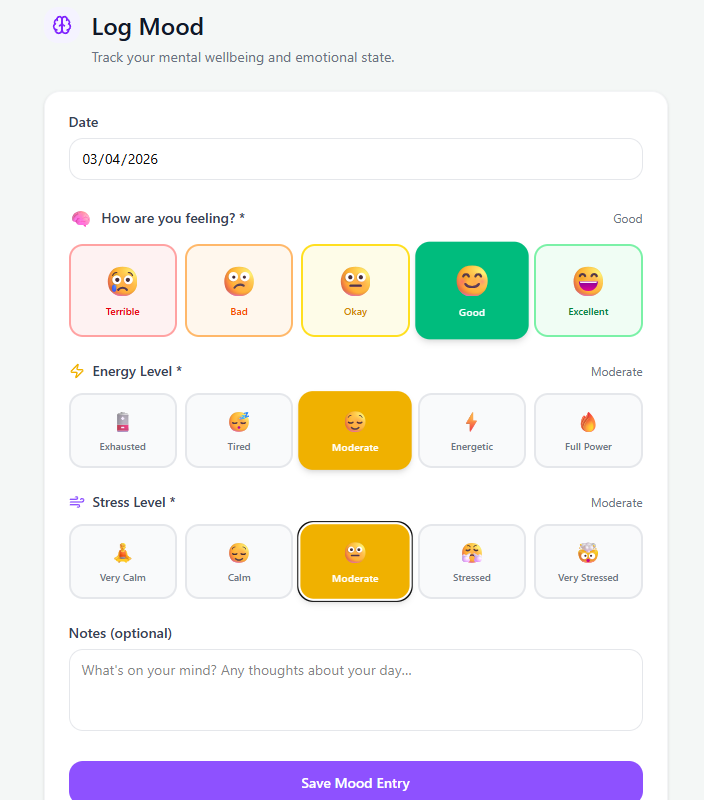 Log Mood
Track your mental wellbeing and emotional state.
Date
03/04/2026
How are you feeling? * Good
Terrible Bad Okay Good Excellent
Energy Level * Moderate
Exhausted Tired Moderate Energetic Full Power
Stress Level * Moderate
Very Calm Calm Moderate Stressed Very Stressed
Notes (optional)
What's on your mind? Any thoughts about your day...
Save Mood Entry